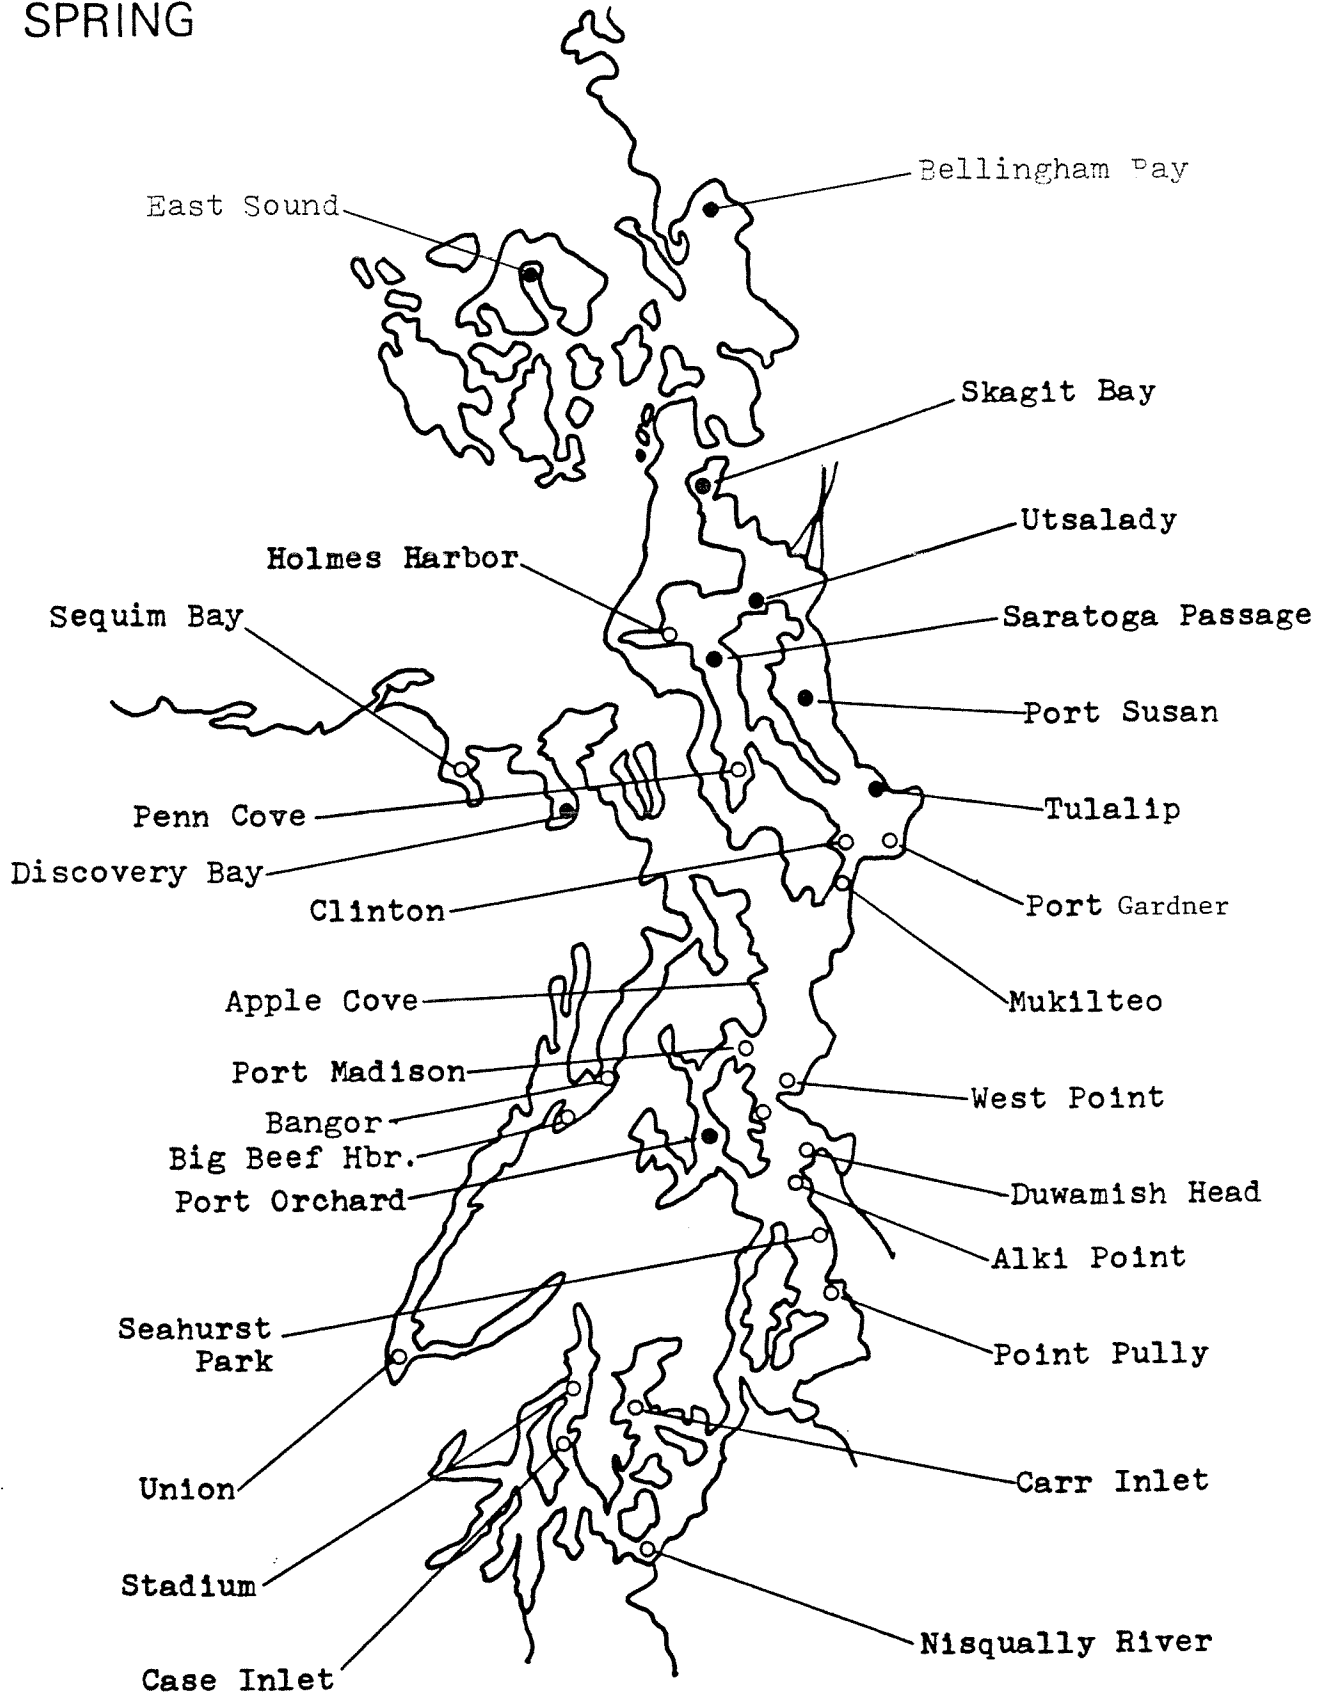 SPRING
Bellingham Bay
East Sound
Skagit Bay
Utsalady
Holmes Harbor
Sequim Bay
Saratoga Passage
Port Susan
Penn Cove
Tulalip
Discovery Bay
Clinton
Port Gardner
Apple Cove
Mukilteo
Port Madison
West Point
Bangor
Big Beef Hbr.
Port Orchard
Duwamish Head
Alki Point
Seahurst
Park
Point Pully
Union
Carr Inlet
Stadium
Nisqually River
Case Inlet